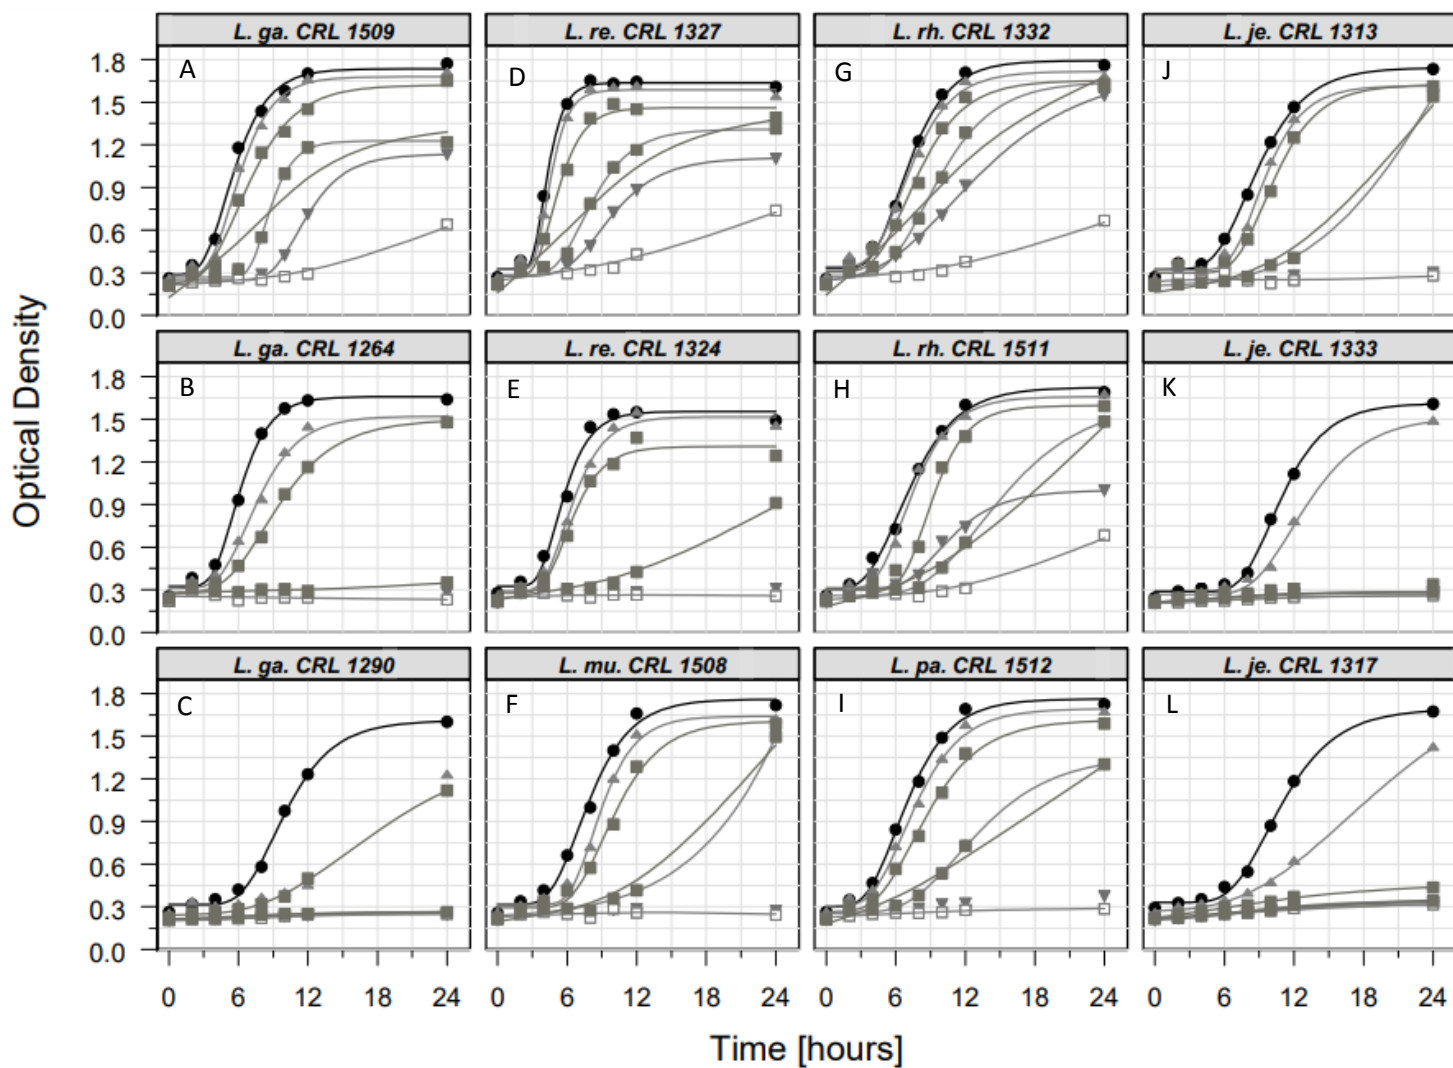 L. ga. CRL 1509
L. re. CRL 1327
L. rh. CRL 1332
L. je. CRL 1313
A
D
G
J
1.8
1.5
1.2
0.9
0.6
0.3
0.0
L. ga. CRL 1264
L. re. CRL 1324
L. rh. CRL 1511
L. je. CRL 1333
B
E
H
K
1.8
1.5
1.2
0.9
0.6
0.3
0.0
L. ga. CRL 1290
L. mu. CRL 1508
L. pa. CRL 1512
L. je. CRL 1317
C
F
I
L
1.8
1.5
1.2
0.9
0.6
0.3
0.0
Optical Density
0 6 12 18 24
0 6 12 18 24
0 6 12 18 24
0 6 12 18 24
Time [hours]